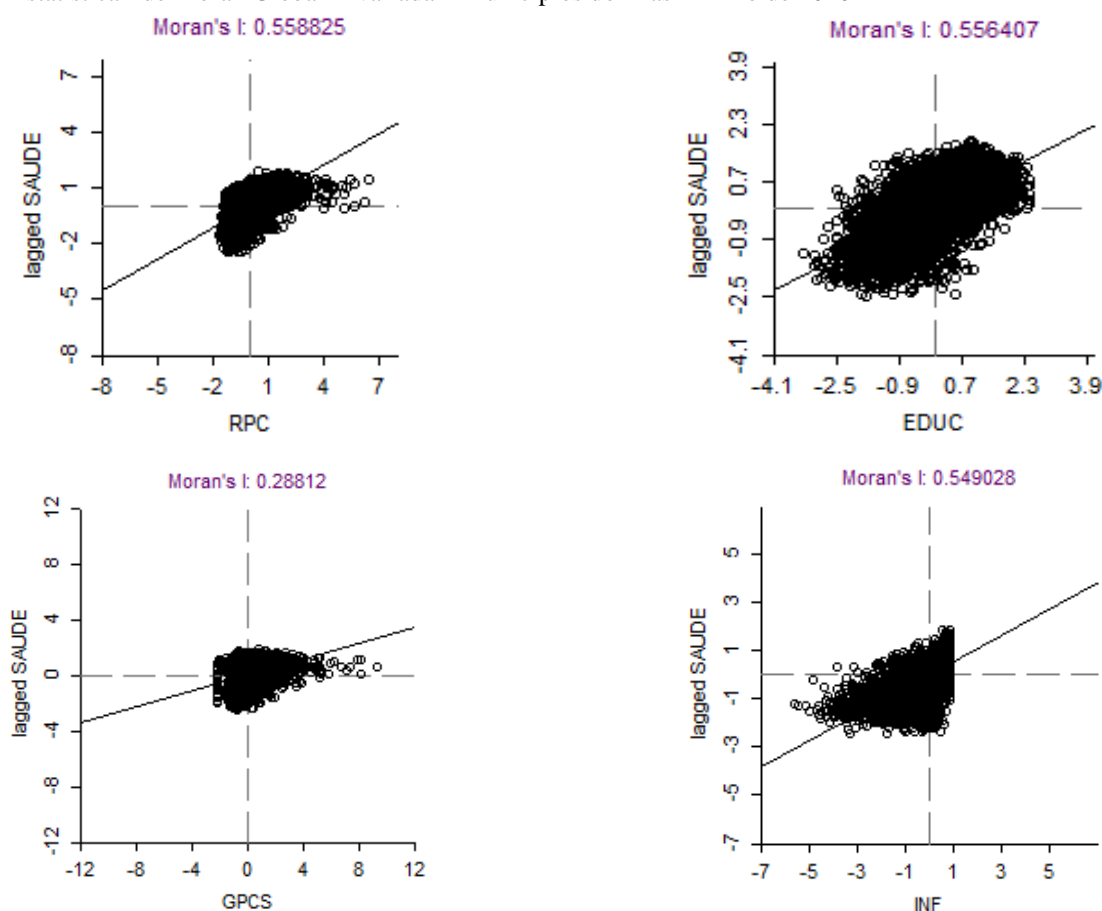 Moran's I: 0.558825
7
4
1
-2
-5
-8
lagged SAUDE
-8 -5 -2 1 4 7
RPC
Moran's I: 0.556407
3.9
2.3
0.7
-0.9
-2.5
-4.1
lagged SAUDE
-4.1 -2.5 -0.9 0.7 2.3 3.9
EDUC
Moran's I: 0.28812
12
8
4
0
-4
-8
-12
lagged SAUDE
-12 -8 -4 0 4 8 12
GPCS
Moran's I: 0.549028
5
3
1
-1
-3
-5
-7
lagged SAUDE
-7 -5 -3 -1 1 3 5
INF